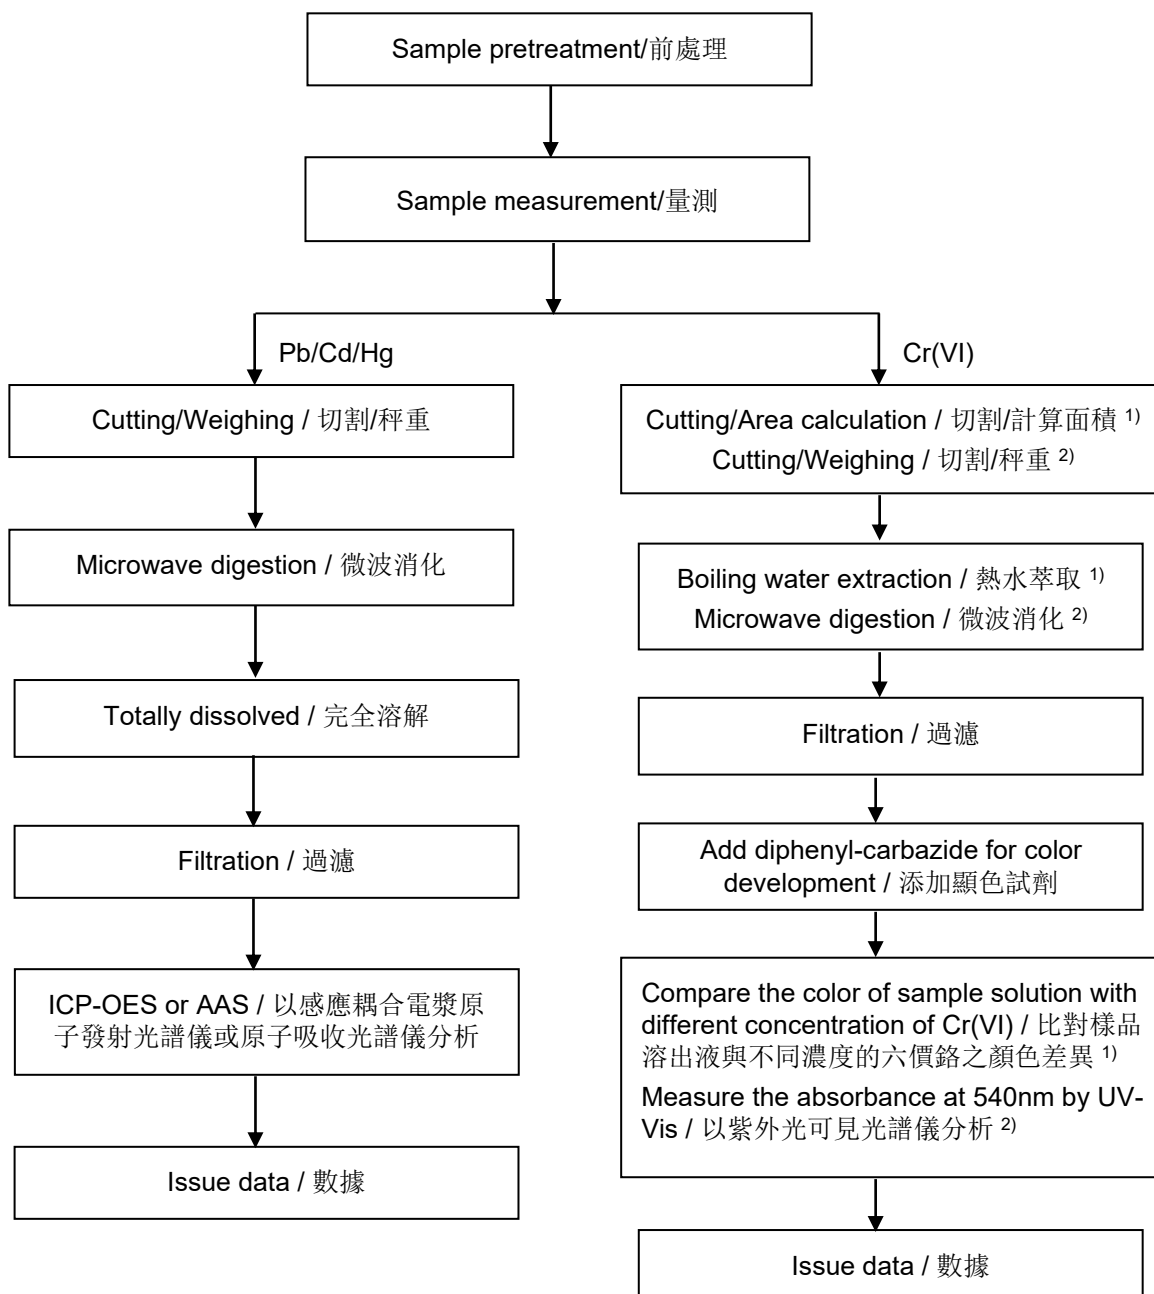 Sample pretreatment/前處理
Sample measurement/量測
Pb/Cd/Hg
Cutting/Weighing / 切割/秤重
Microwave digestion / 微波消化
Totally dissolved / 完全溶解
Filtration / 過濾
ICP-OES or AAS / 以感應耦合電漿原
子發射光譜儀或原子吸收光譜儀分析
Issue data / 數據
Cr(VI)
Cutting/Area calculation / 切割/計算面積 1)
Cutting/Weighing / 切割/秤重 2)
Boiling water extraction / 熱水萃取 1)
Microwave digestion / 微波消化 2)
Filtration / 過濾
Add diphenyl-carbazide for color
development / 添加顯色試劑
Compare the color of sample solution with
different concentration of Cr(VI) / 比對樣品
溶出液與不同濃度的六價鉻之顏色差異 1)
Measure the absorbance at 540nm by UV-
Vis / 以紫外光可見光譜儀分析 2)
Issue data / 數據